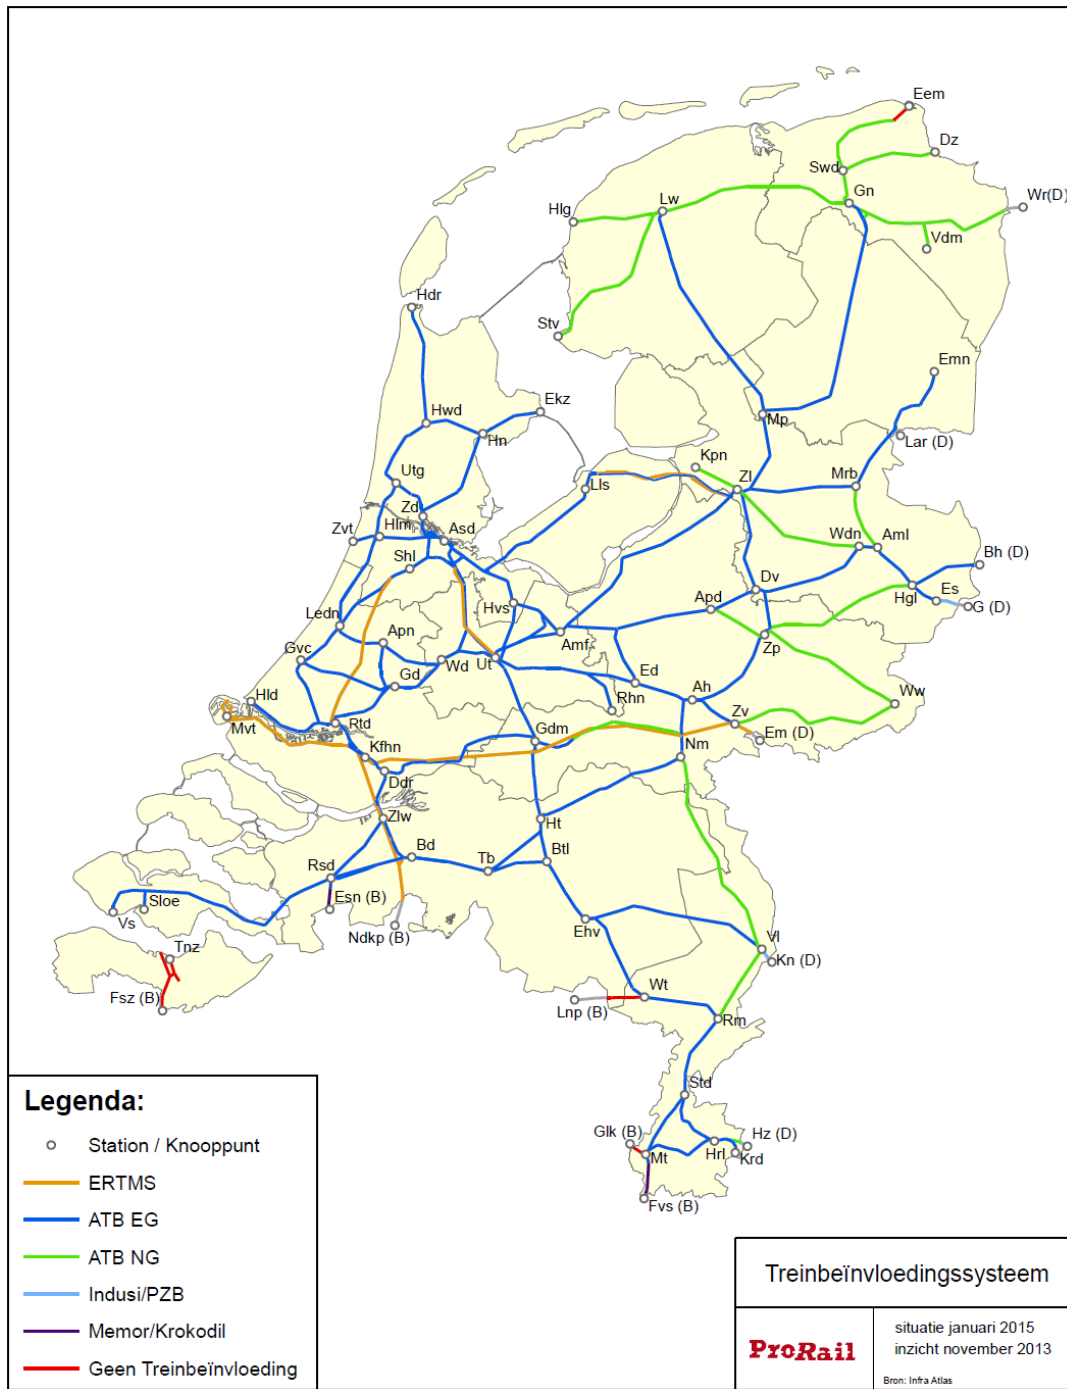 Eem
Dz
Swd
Gn
Wr(D)
Lw
Hlg
Vdm
Hdr
Stv
Emn
Ekz
Hwd
Mp
Hn
Lar (D)
Kpn
Utg
Lls
Zl
Mrb
Zd
Zvt
Hlm
Asd
Wdn
Aml
Bh (D)
Shl
Dv
Es
Hgl
G (D)
Hvs
Apd
Ledn
Apn
Amf
Zp
Gvc
Wd
Ut
Gd
Ed
Rhn
Ah
Ww
Hld
Mvt
Rtd
Zv
Em (D)
Gdm
Nm
Kfhn
Ddr
Zlw
Ht
Bd
Tb
Btl
Rsd
Esn (B)
Sloe
Vs
Ndkp (B)
Ehv
Tnz
Vl
Kn (D)
Fsz (B)
Wt
Lnp (B)
Rm
Std
Glk (B)
Hz (D)
Mt
Hrl
Krd
Fvs (B)
Legenda:
Station / Knooppunt
ERTMS
ATB EG
ATB NG
Indusi/PZB
Memor/Krokodil
Geen Treinbeïnvloeding
Treinbeïnvloedingssysteem
ProRail
situatie januari 2015
inzicht november 2013
Bron: Infra Atlas